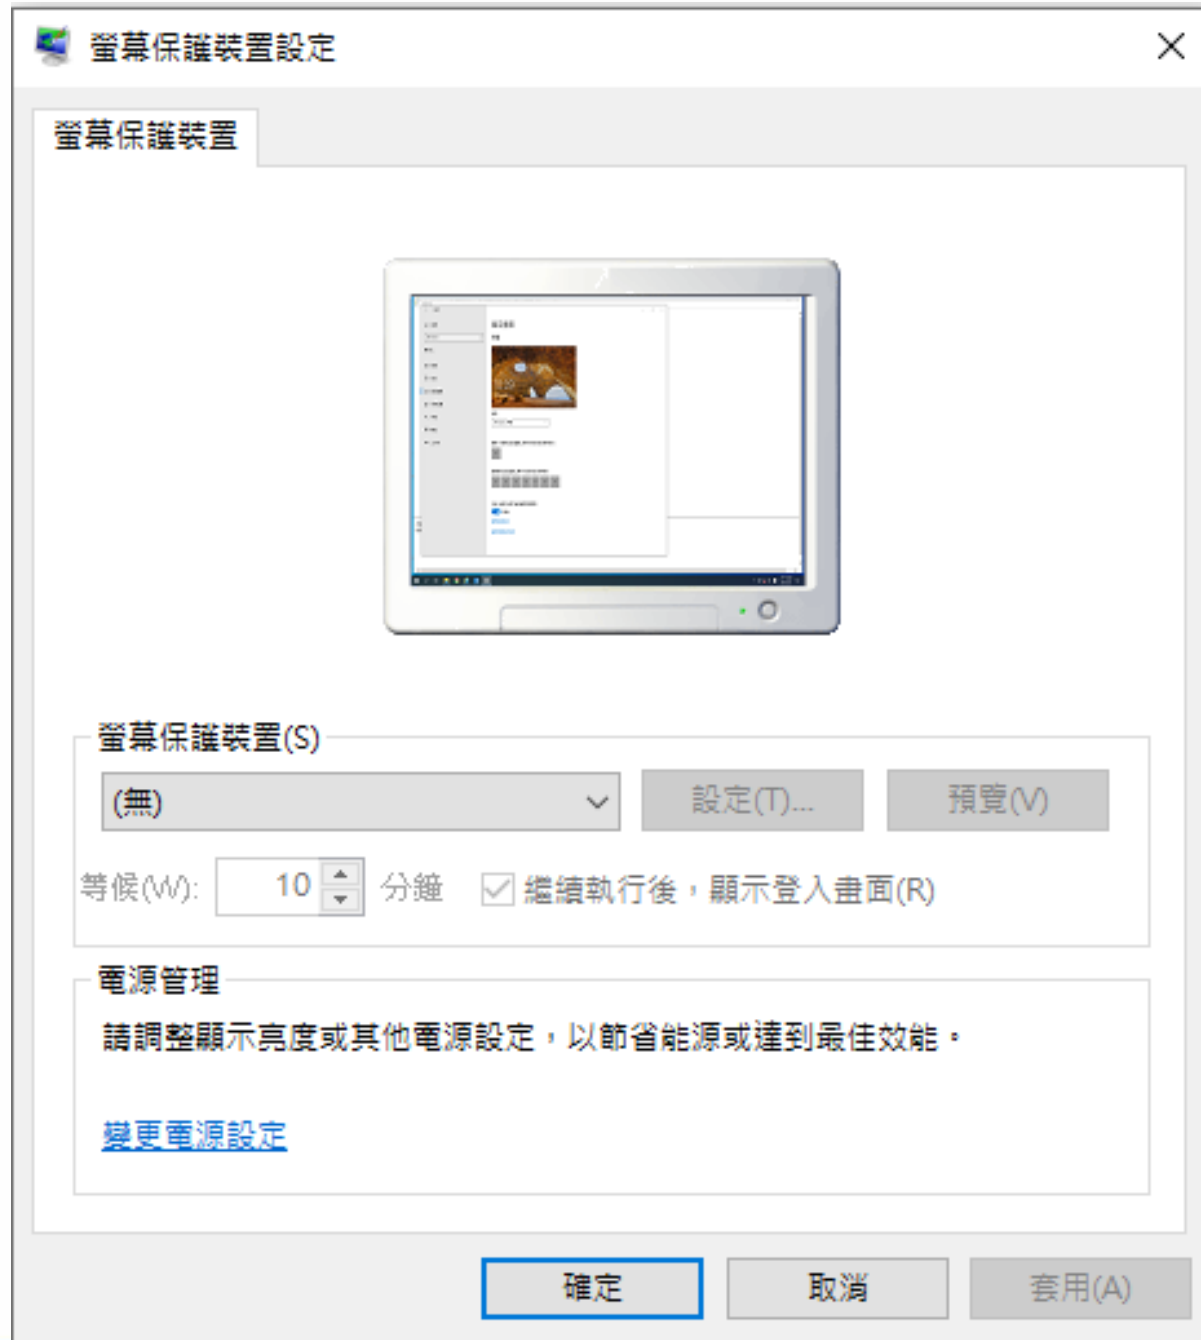 螢幕保護裝置設定
螢幕保護裝置
螢幕保護裝置(S)
(無)
設定(T)...
預覽(V)
等候(W):
10
分鐘
繼續執行後，顯示登入畫面(R)
電源管理
請調整顯示亮度或其他電源設定，以節省能源或達到最佳效能。
變更電源設定
確定
取消
套用(A)